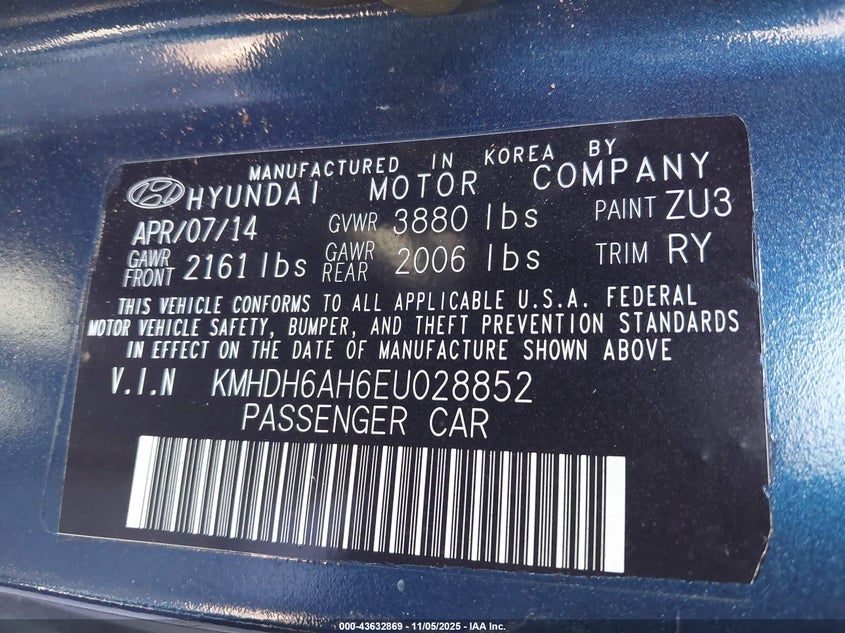 MANUFACTURED IN KOREA BY
HYUNDAI MOTOR COMPANY
APR/07/14 GVWR 3880 lbs PAINT ZU3
GAWR FRONT 2161 lbs GAWR REAR 2006 lbs TRIM RY
THIS VEHICLE CONFORMS TO ALL APPLICABLE U.S.A. FEDERAL
MOTOR VEHICLE SAFETY, BUMPER, AND THEFT PREVENTION STANDARDS
IN EFFECT ON THE DATE OF MANUFACTURE SHOWN ABOVE
V.I.N KMHDH6AH6EU028852
PASSENGER CAR
000-43632869 - 11/05/2025 - IAA Inc.